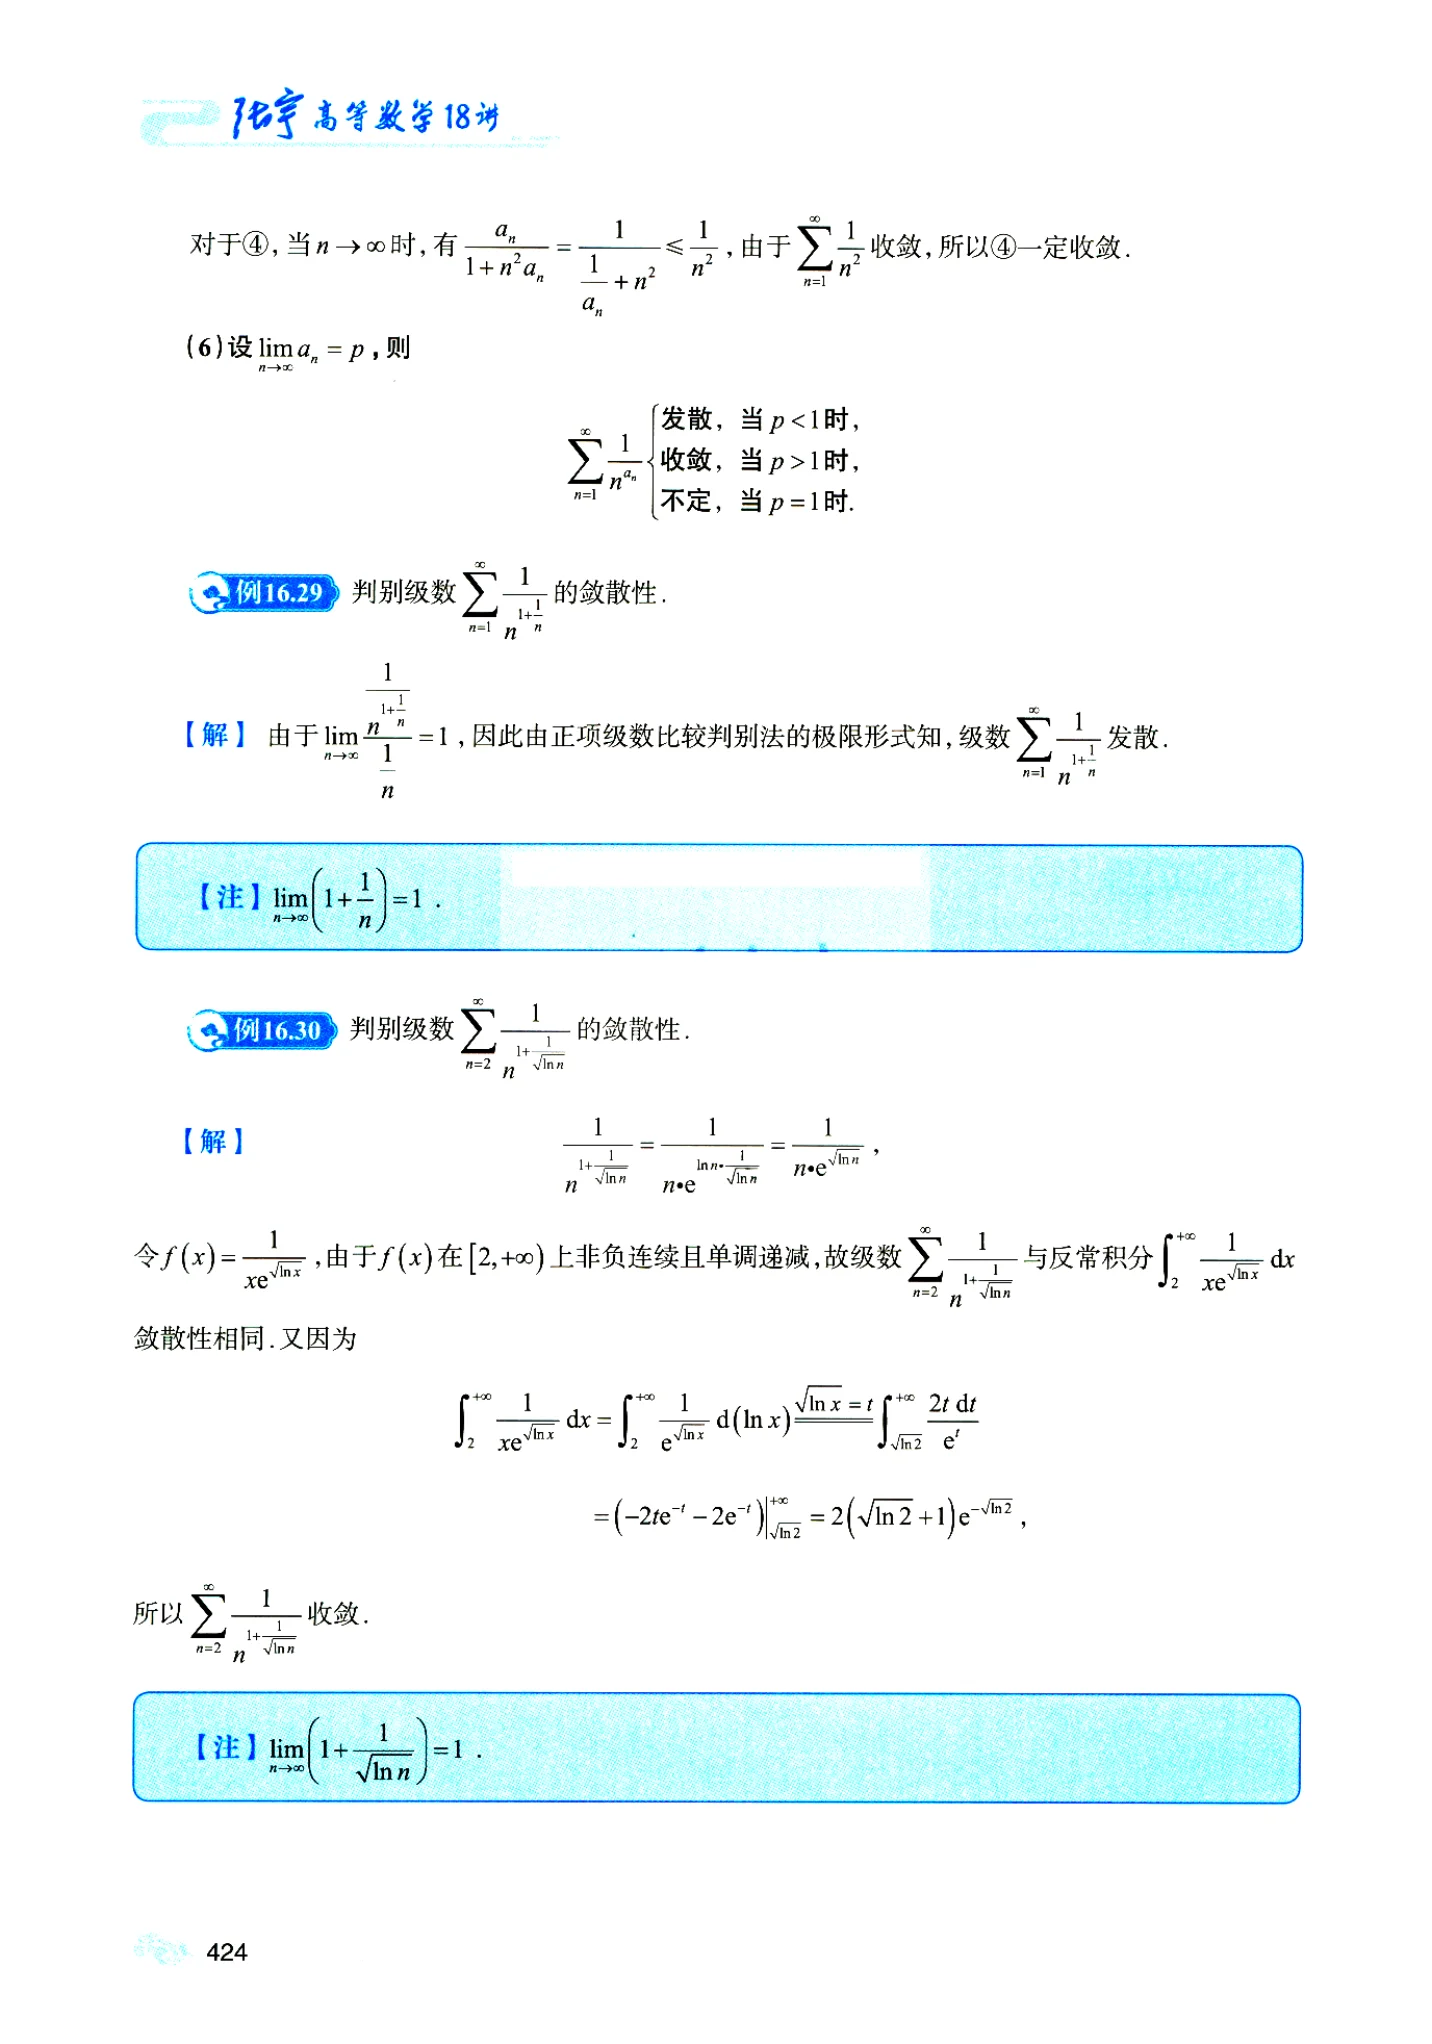 张宇高等数学18讲
对于④,当 n→∞时,有 $\frac{a_n}{1+n^2a_n}=\frac{1}{\frac{1}{a_n}+n^2}\leqslant\frac{1}{n^2}$,由于 $\sum_{n=1}^{\infty}\frac{1}{n^2}$ 收敛,所以④一定收敛.
(6)设 $\lim_{n\to\infty}a_n=p$,则
$\sum_{n=1}^{\infty}\frac{1}{n^{a_n}}\begin{cases}发散,当 p<1时,\\收敛,当 p>1时,\\不定,当 p=1时.\end{cases}$
例16.29 判别级数 $\sum_{n=1}^{\infty}\frac{1}{n^{1+\frac{1}{n}}}$ 的敛散性.
【解】 由于 $\lim_{n\to\infty}\frac{\frac{1}{n^{1+\frac{1}{n}}}}{\frac{1}{n}}=1$,因此由正项级数比较判别法的极限形式知,级数 $\sum_{n=1}^{\infty}\frac{1}{n^{1+\frac{1}{n}}}$ 发散.
【注】$\lim_{n\to\infty}\left(1+\frac{1}{n}\right)=1$ .
例16.30 判别级数 $\sum_{n=2}^{\infty}\frac{1}{n^{1+\frac{1}{\sqrt{\ln n}}}}$ 的敛散性.
【解】 $\frac{1}{n^{1+\frac{1}{\sqrt{\ln n}}}}=\frac{1}{n\cdot e^{\ln n\cdot\frac{1}{\sqrt{\ln n}}}}=\frac{1}{n\cdot e^{\sqrt{\ln n}}}$,
令 $f(x)=\frac{1}{xe^{\sqrt{\ln x}}}$,由于 $f(x)$ 在 $[2,+\infty)$ 上非负连续且单调递减,故级数 $\sum_{n=2}^{\infty}\frac{1}{n^{1+\frac{1}{\sqrt{\ln n}}}}$ 与反常积分 $\int_{2}^{+\infty}\frac{1}{xe^{\sqrt{\ln x}}}dx$
敛散性相同.又因为
$\int_{2}^{+\infty}\frac{1}{xe^{\sqrt{\ln x}}}dx=\int_{2}^{+\infty}\frac{1}{e^{\sqrt{\ln x}}}d(\ln x)\overset{\sqrt{\ln x}=t}{=}\int_{\sqrt{\ln 2}}^{+\infty}\frac{2t\,dt}{e^t}$
$=\left(-2te^{-t}-2e^{-t}\right)\Big|_{\sqrt{\ln 2}}^{+\infty}=2\left(\sqrt{\ln 2}+1\right)e^{-\sqrt{\ln 2}}$,
所以 $\sum_{n=2}^{\infty}\frac{1}{n^{1+\frac{1}{\sqrt{\ln n}}}}$ 收敛.
【注】$\lim_{n\to\infty}\left(1+\frac{1}{\sqrt{\ln n}}\right)=1$ .
424